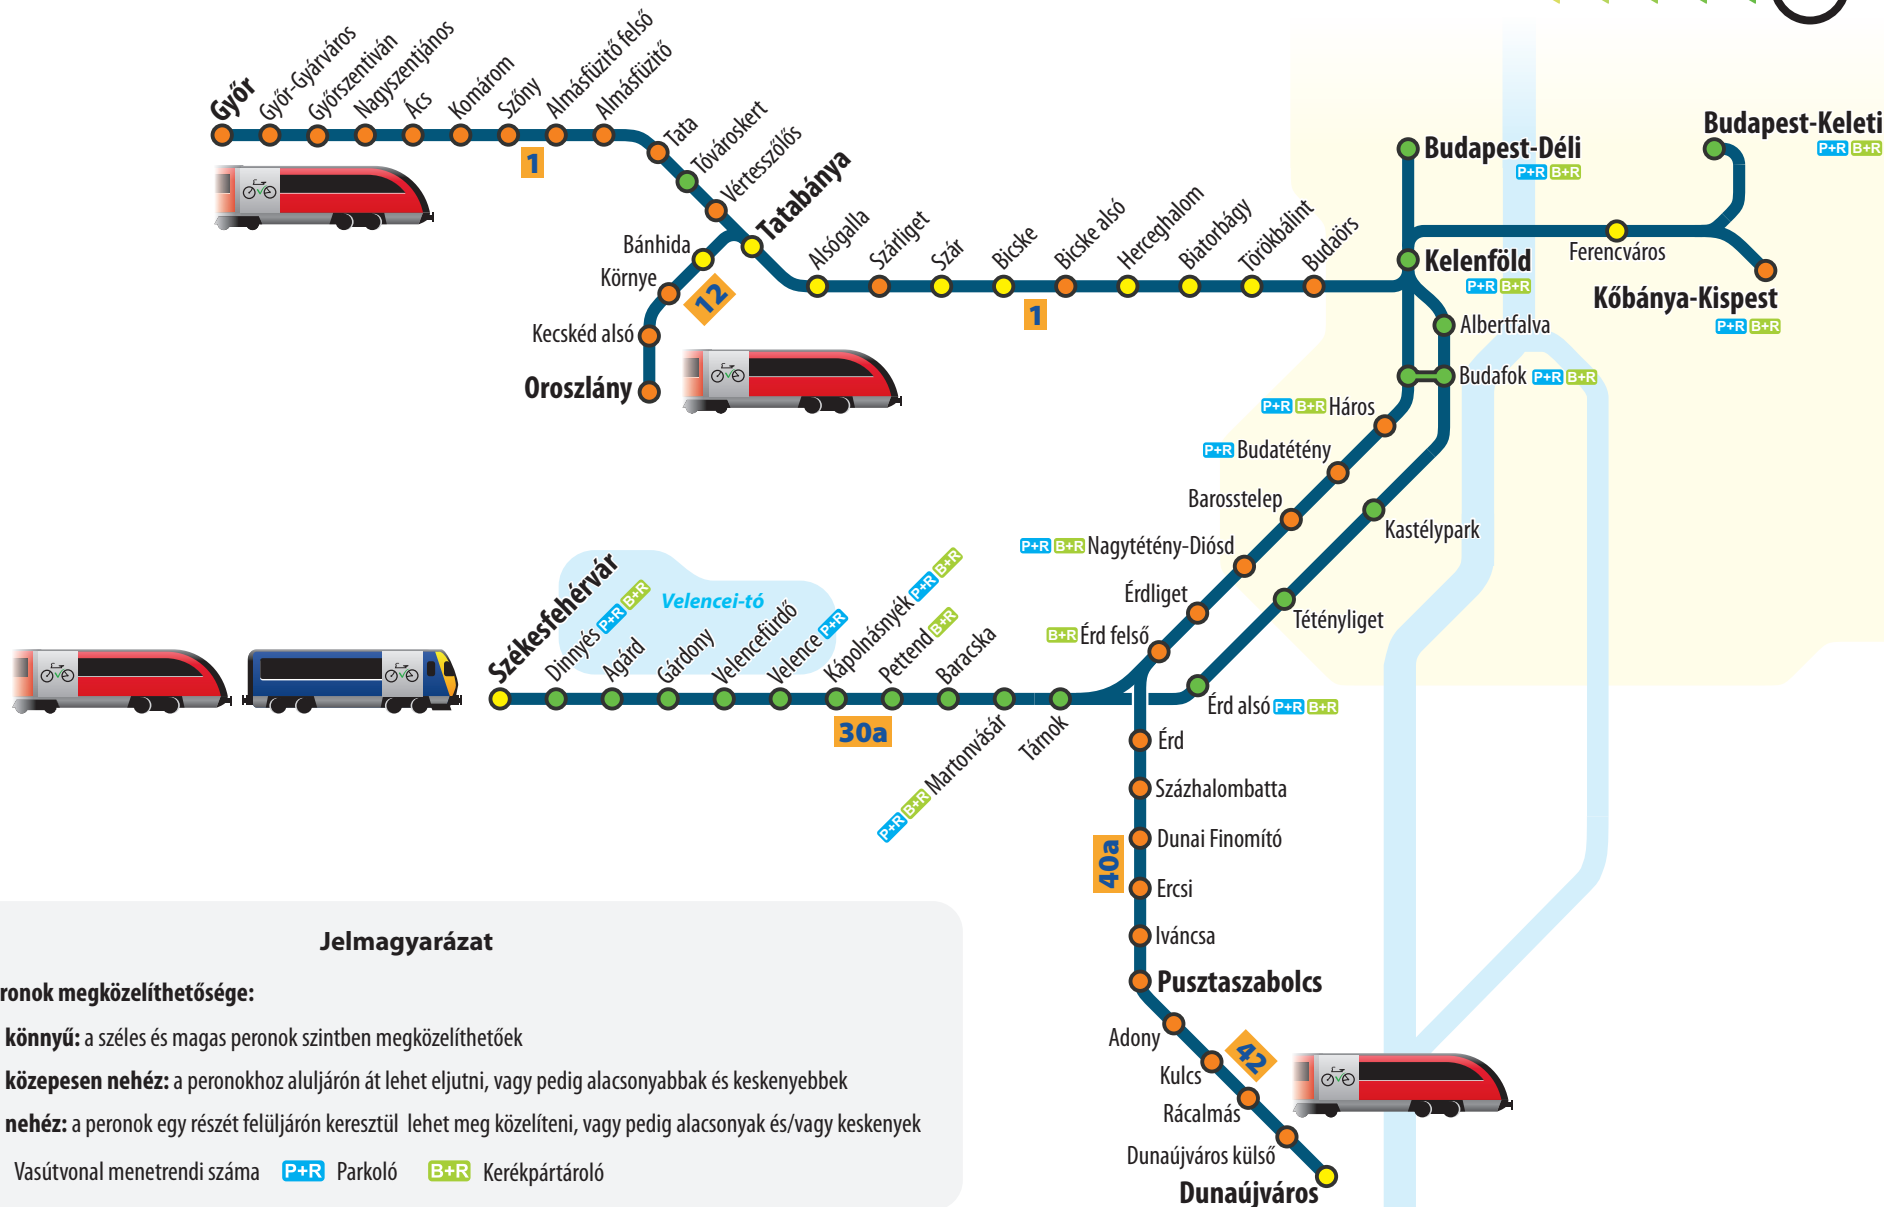 Győr
Győr-Gyárváros
Győrszentiván
Nagyszentjános
Ács
Komárom
Szőny
Almásfüzitő felső
Almásfüzitő
1
Tata
Tóvároskert
Vértesszőlős
Tatabánya
Bánhida
Környe
12
Kecskéd alsó
Oroszlány
Alsógalla
Szárliget
Szár
Bicske
Bicske alsó
Herceghalom
Biatorbágy
Törökbálint
Budaörs
1
Budapest-Déli
P+R B+R
Budapest-Keleti
P+R B+R
Kelenföld
P+R B+R
Ferencváros
Kőbánya-Kispest
P+R B+R
Albertfalva
Budafok P+R B+R
P+R B+R Háros
P+R Budatétény
Barosstelep
Kastélypark
P+R B+R Nagytétény-Diósd
Érdliget
Tétényliget
B+R Érd felső
Érd alsó P+R B+R
Székesfehérvár
Dinnyés P+R B+R
Velencei-tó
Agárd
Gárdony
Velencefürdő
Velence P+R
Kápolnásnyék P+R B+R
Pettend B+R
Baracska
30a
P+R B+R Martonvásár
Tárnok
Érd
Százhalombatta
Dunai Finomító
40a
Ercsi
Iváncsa
Pusztaszabolcs
Adony
42
Kulcs
Rácalmás
Dunaújváros külső
Dunaújváros
Jelmagyarázat
ronok megközelíthetősége:
könnyű: a széles és magas peronok szintben megközelíthetőek
közepesen nehéz: a peronokhoz aluljárón át lehet eljutni, vagy pedig alacsonyabbak és keskenyebbek
nehéz: a peronok egy részét felüljárón keresztül lehet meg közelíteni, vagy pedig alacsonyak és/vagy keskenyek
Vasútvonal menetrendi száma P+R Parkoló B+R Kerékpártároló